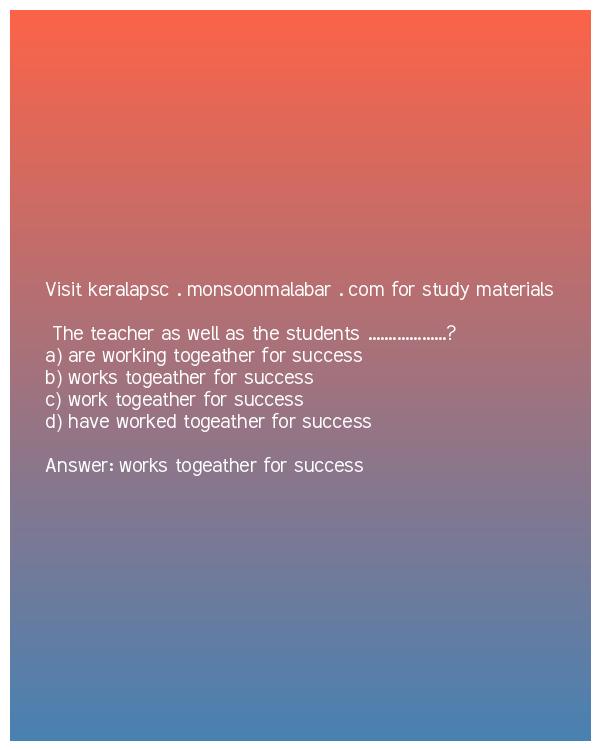 Visit keralapsc . monsoonmalabar . com for study materials
The teacher as well as the students ...................?
a) are working togeather for success
b) works togeather for success
c) work togeather for success
d) have worked togeather for success
Answer: works togeather for success